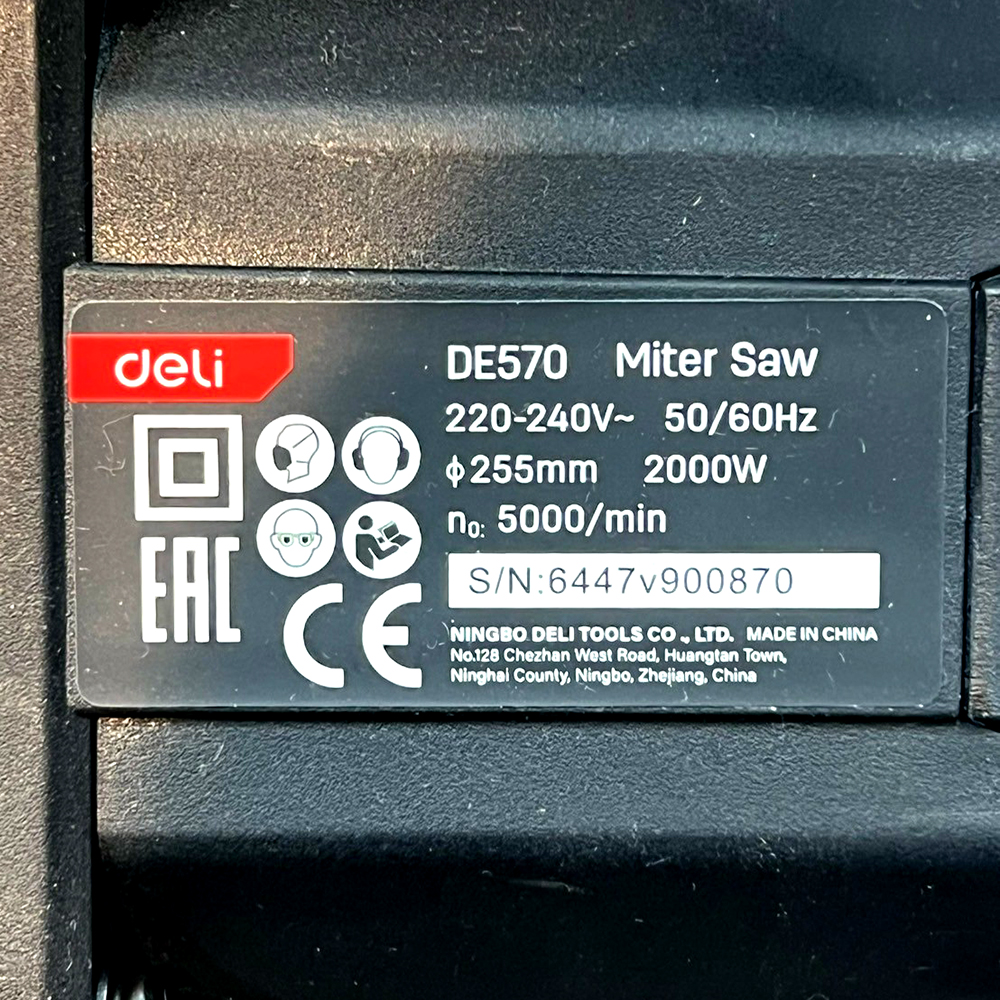 deli
DE570 Miter Saw
220-240V~ 50/60Hz
ϕ255mm 2000W
n₀: 5000/min
S/N:6447v900870
EAC
CE
NINGBO DELI TOOLS CO., LTD. MADE IN CHINA
No.128 Chezhan West Road, Huangtan Town,
Ninghai County, Ningbo, Zhejiang, China